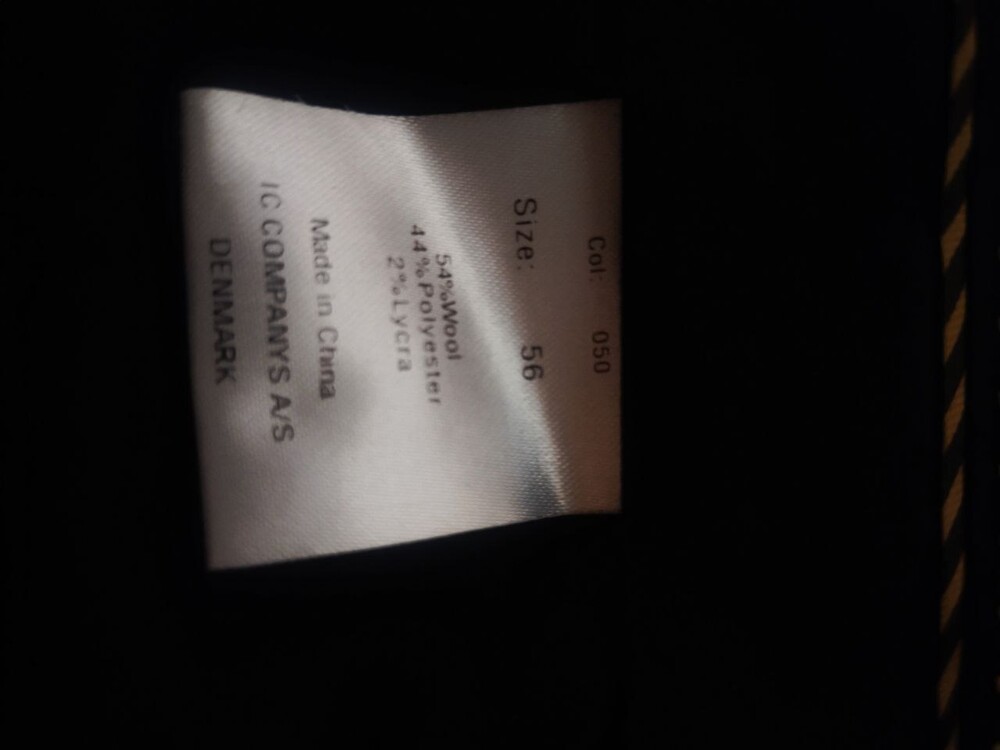 Col: 050
Size: 56
54%Wool
44%Polyester
2%Lycra
Made in China
IC COMPANYS A/S
DENMARK